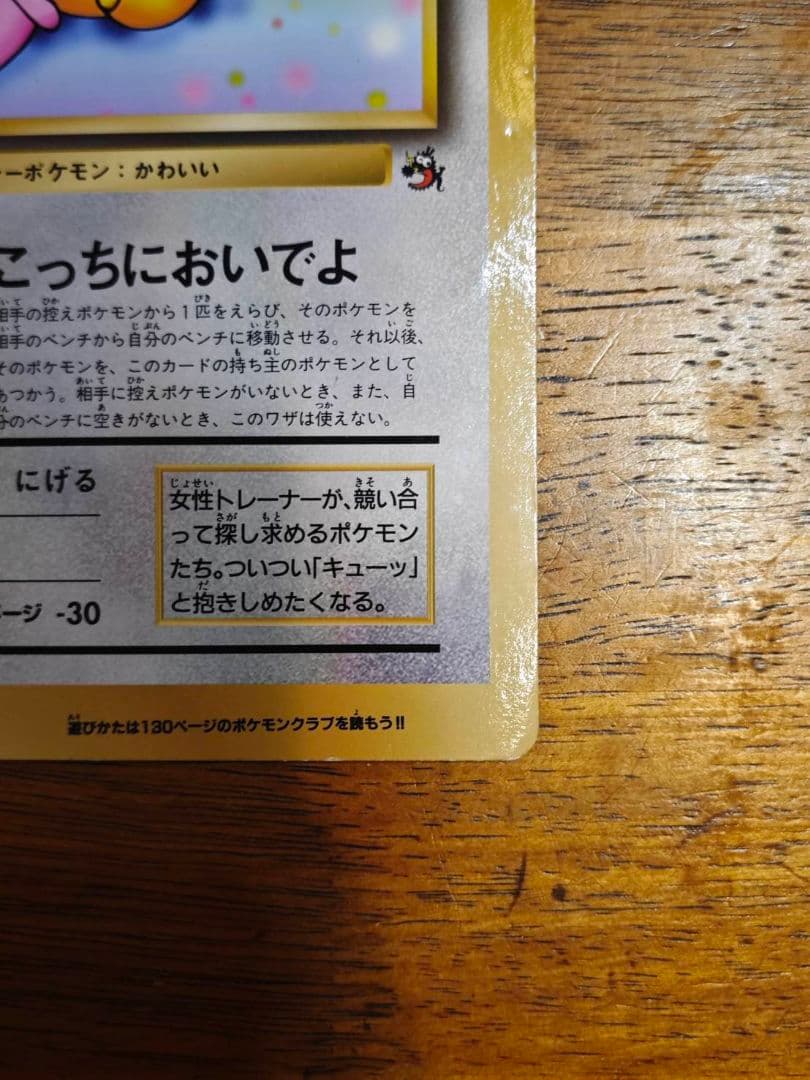 ーポケモン：かわいい
こっちにおいでよ
相手の控えポケモンから１匹をえらび、そのポケモンを
相手のベンチから自分のベンチに移動させる。それ以後、
そのポケモンを、このカードの持ち主のポケモンとして
あつかう。相手に控えポケモンがいないとき、また、自
分のベンチに空きがないとき、このワザは使えない。
にげる
ージ -30
女性トレーナーが、競い合
って探し求めるポケモン
たち。ついつい「キューッ」
と抱きしめたくなる。
遊びかたは130ページのポケモンクラブを読もう!!